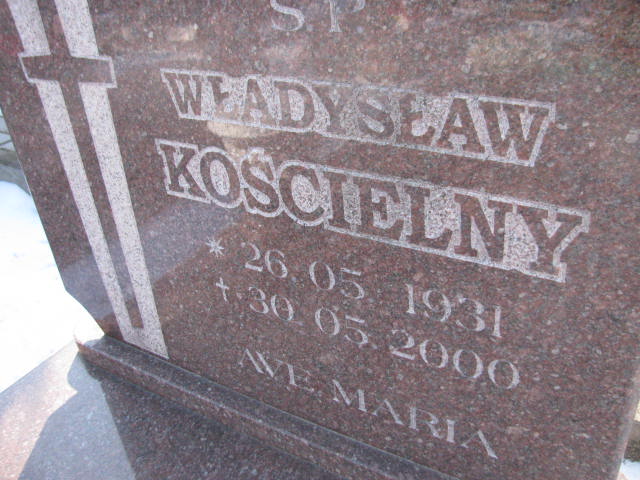 S P
WŁADYSŁAW
KOŚCIELNY
* 26.05 1931
† 30.05.2000
AVE MARIA